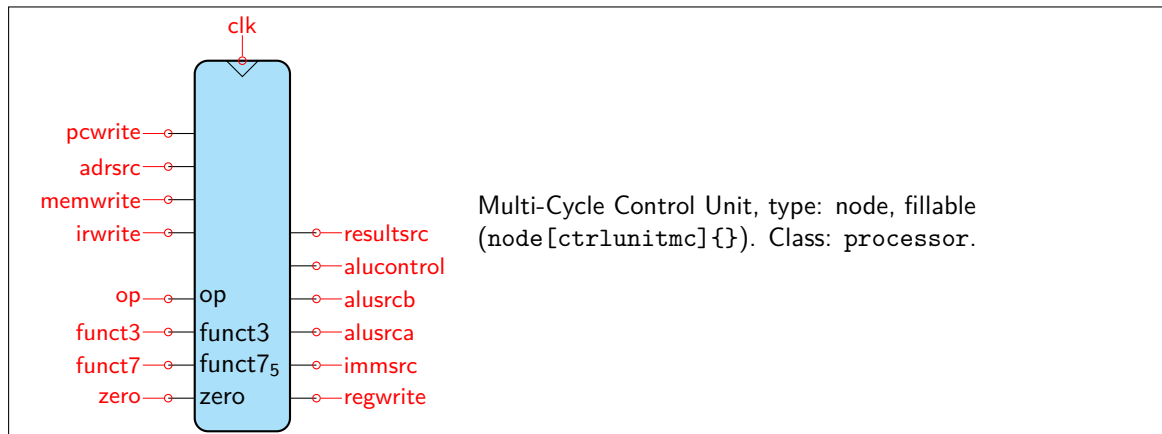 clk
pcwrite
adrsrc
memwrite
irwrite
op
funct3
funct7
zero
op
funct3
funct7₅
zero
resultsrc
alucontrol
alusrcb
alusrca
immsrc
regwrite
Multi-Cycle Control Unit, type: node, fillable
(node[ctrlunitmc]{}). Class: processor.